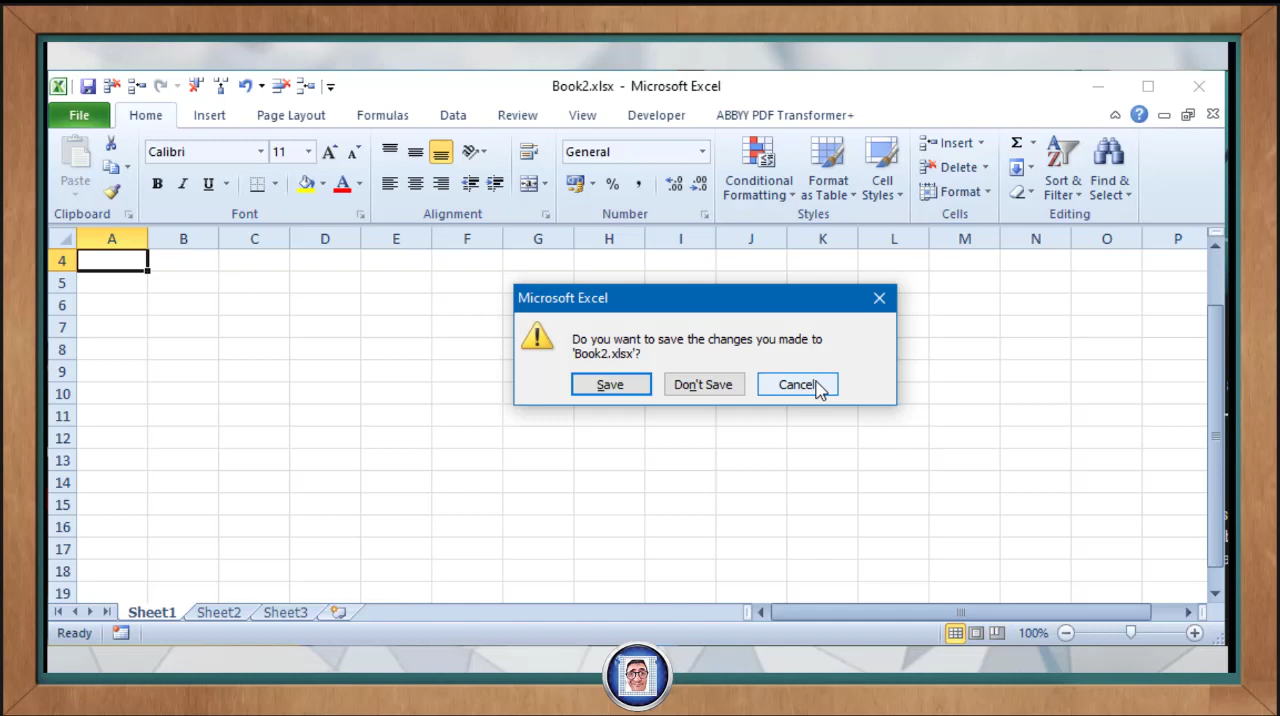 Book2.xlsx - Microsoft Excel
File Home Insert Page Layout Formulas Data Review View Developer ABBYY PDF Transformer+
Calibri 11 General Σ Insert
Paste Conditional Formatting Format as Table Cell Styles Delete Sort & Filter Find & Select
B I U A % , Format
Clipboard Font Alignment Number Styles Cells Editing
A B C D E F G H I J K L M N O P
4
5
6
7
8
9
10
11
12
13
14
15
16
17
18
19
Microsoft Excel
Do you want to save the changes you made to
'Book2.xlsx'?
Save Don't Save Cancel
Sheet1 Sheet2 Sheet3
Ready 100%